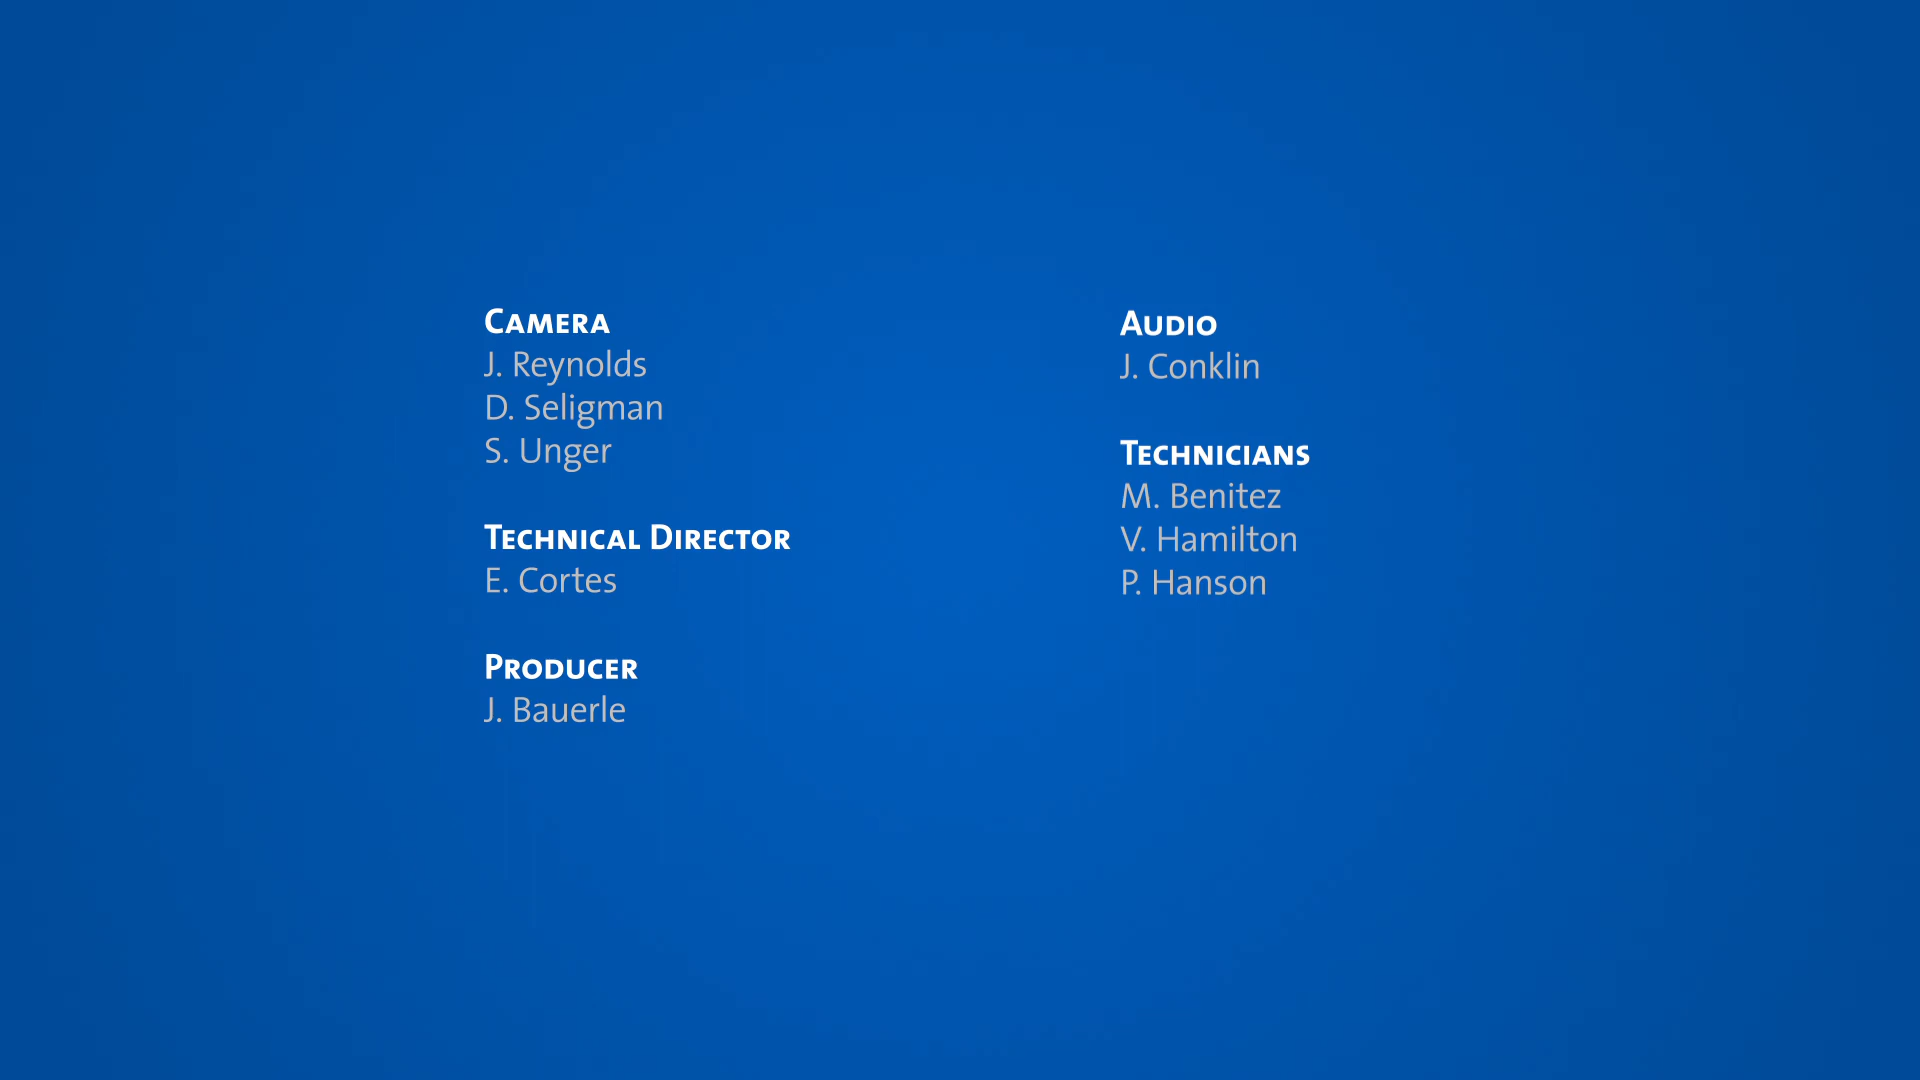 Camera
J. Reynolds
D. Seligman
S. Unger
Technical Director
E. Cortes
Producer
J. Bauerle
Audio
J. Conklin
Technicians
M. Benitez
V. Hamilton
P. Hanson